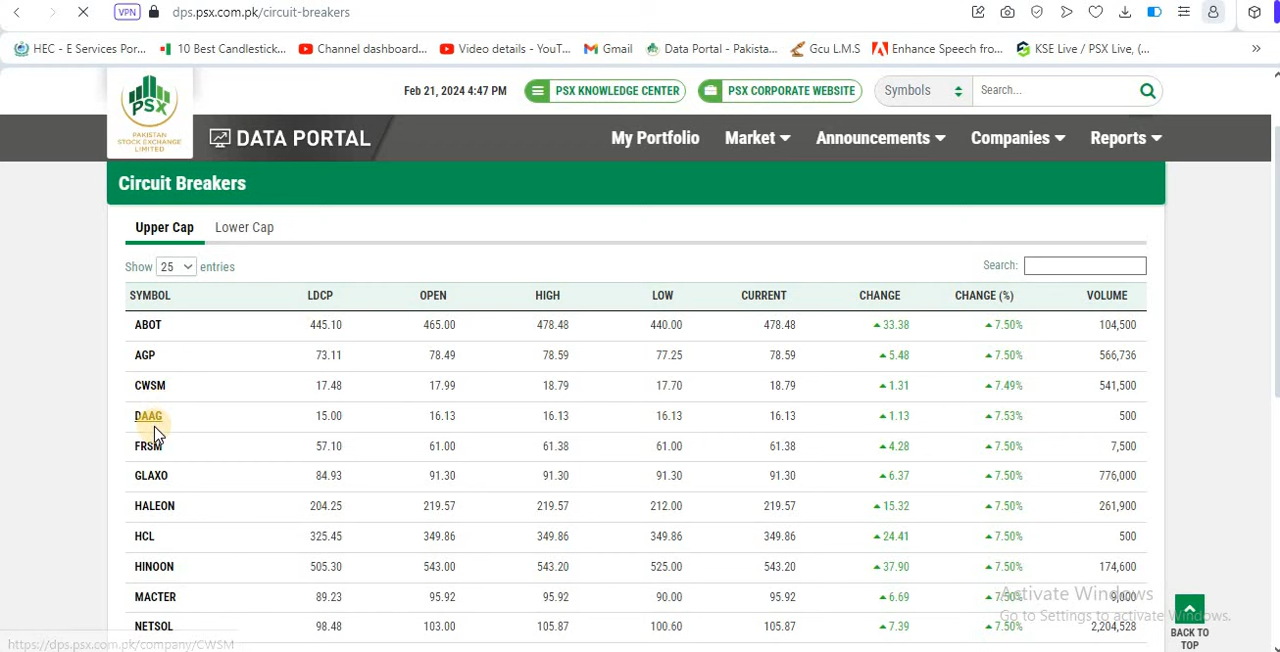 VPN dps.psx.com.pk/circuit-breakers
HEC - E Services Por... 10 Best Candlestick... Channel dashboard... Video details - YouT... Gmail Data Portal - Pakista... Gcu L.M.S Enhance Speech fro... KSE Live / PSX Live, (... »
PSX
PAKISTAN
STOCK EXCHANGE
LIMITED
Feb 21, 2024 4:47 PM PSX KNOWLEDGE CENTER PSX CORPORATE WEBSITE Symbols Search...
DATA PORTAL My Portfolio Market Announcements Companies Reports
Circuit Breakers
Upper Cap Lower Cap
Show 25 entries Search:
SYMBOL LDCP OPEN HIGH LOW CURRENT CHANGE CHANGE (%) VOLUME
ABOT 445.10 465.00 478.48 440.00 478.48 33.38 7.50% 104,500
AGP 73.11 78.49 78.59 77.25 78.59 5.48 7.50% 566,736
CWSM 17.48 17.99 18.79 17.70 18.79 1.31 7.49% 541,500
DAAG 15.00 16.13 16.13 16.13 16.13 1.13 7.53% 500
FRSM 57.10 61.00 61.38 61.00 61.38 4.28 7.50% 7,500
GLAXO 84.93 91.30 91.30 91.30 91.30 6.37 7.50% 776,000
HALEON 204.25 219.57 219.57 212.00 219.57 15.32 7.50% 261,900
HCL 325.45 349.86 349.86 349.86 349.86 24.41 7.50% 500
HINOON 505.30 543.00 543.20 525.00 543.20 37.90 7.50% 174,600
MACTER 89.23 95.92 95.92 90.00 95.92 6.69 7.50% 9,000
Activate Windows
Go to Settings to activate Windows.
NETSOL 98.48 103.00 105.87 100.60 105.87 7.39 7.50% 2,204,528
BACK TO
TOP
https://dps.psx.com.pk/company/CWSM